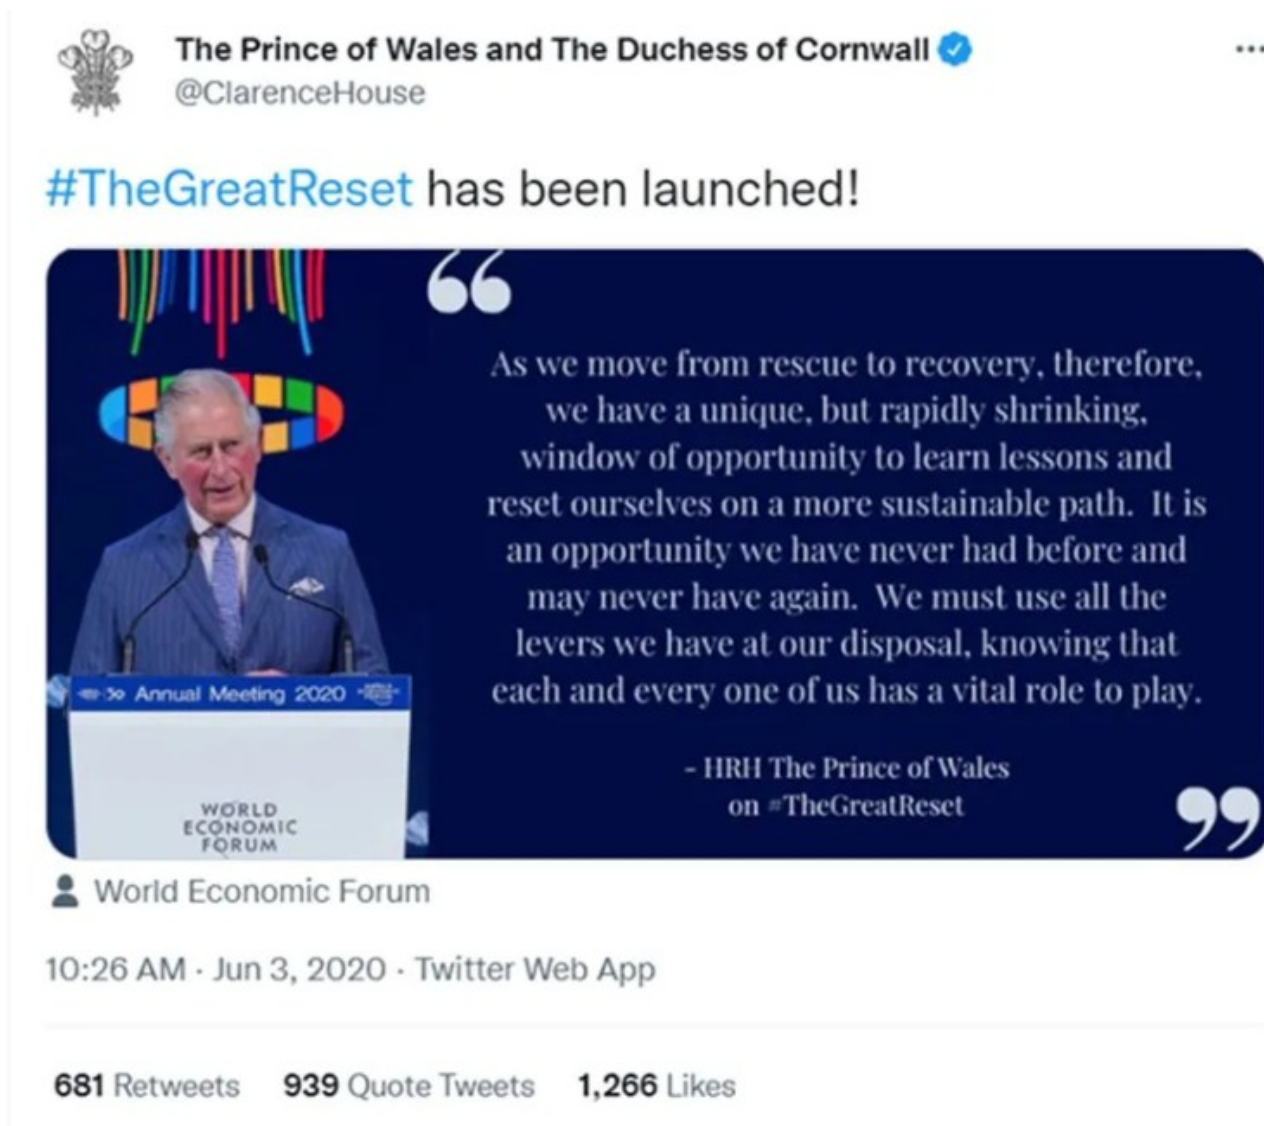 The Prince of Wales and The Duchess of Cornwall
@ClarenceHouse
#TheGreatReset has been launched!
“
As we move from rescue to recovery, therefore,
we have a unique, but rapidly shrinking,
window of opportunity to learn lessons and
reset ourselves on a more sustainable path. It is
an opportunity we have never had before and
may never have again. We must use all the
levers we have at our disposal, knowing that
each and every one of us has a vital role to play.
- HRH The Prince of Wales
on #TheGreatReset
”
Annual Meeting 2020
WORLD
ECONOMIC
FORUM
World Economic Forum
10:26 AM · Jun 3, 2020 · Twitter Web App
681 Retweets 939 Quote Tweets 1,266 Likes